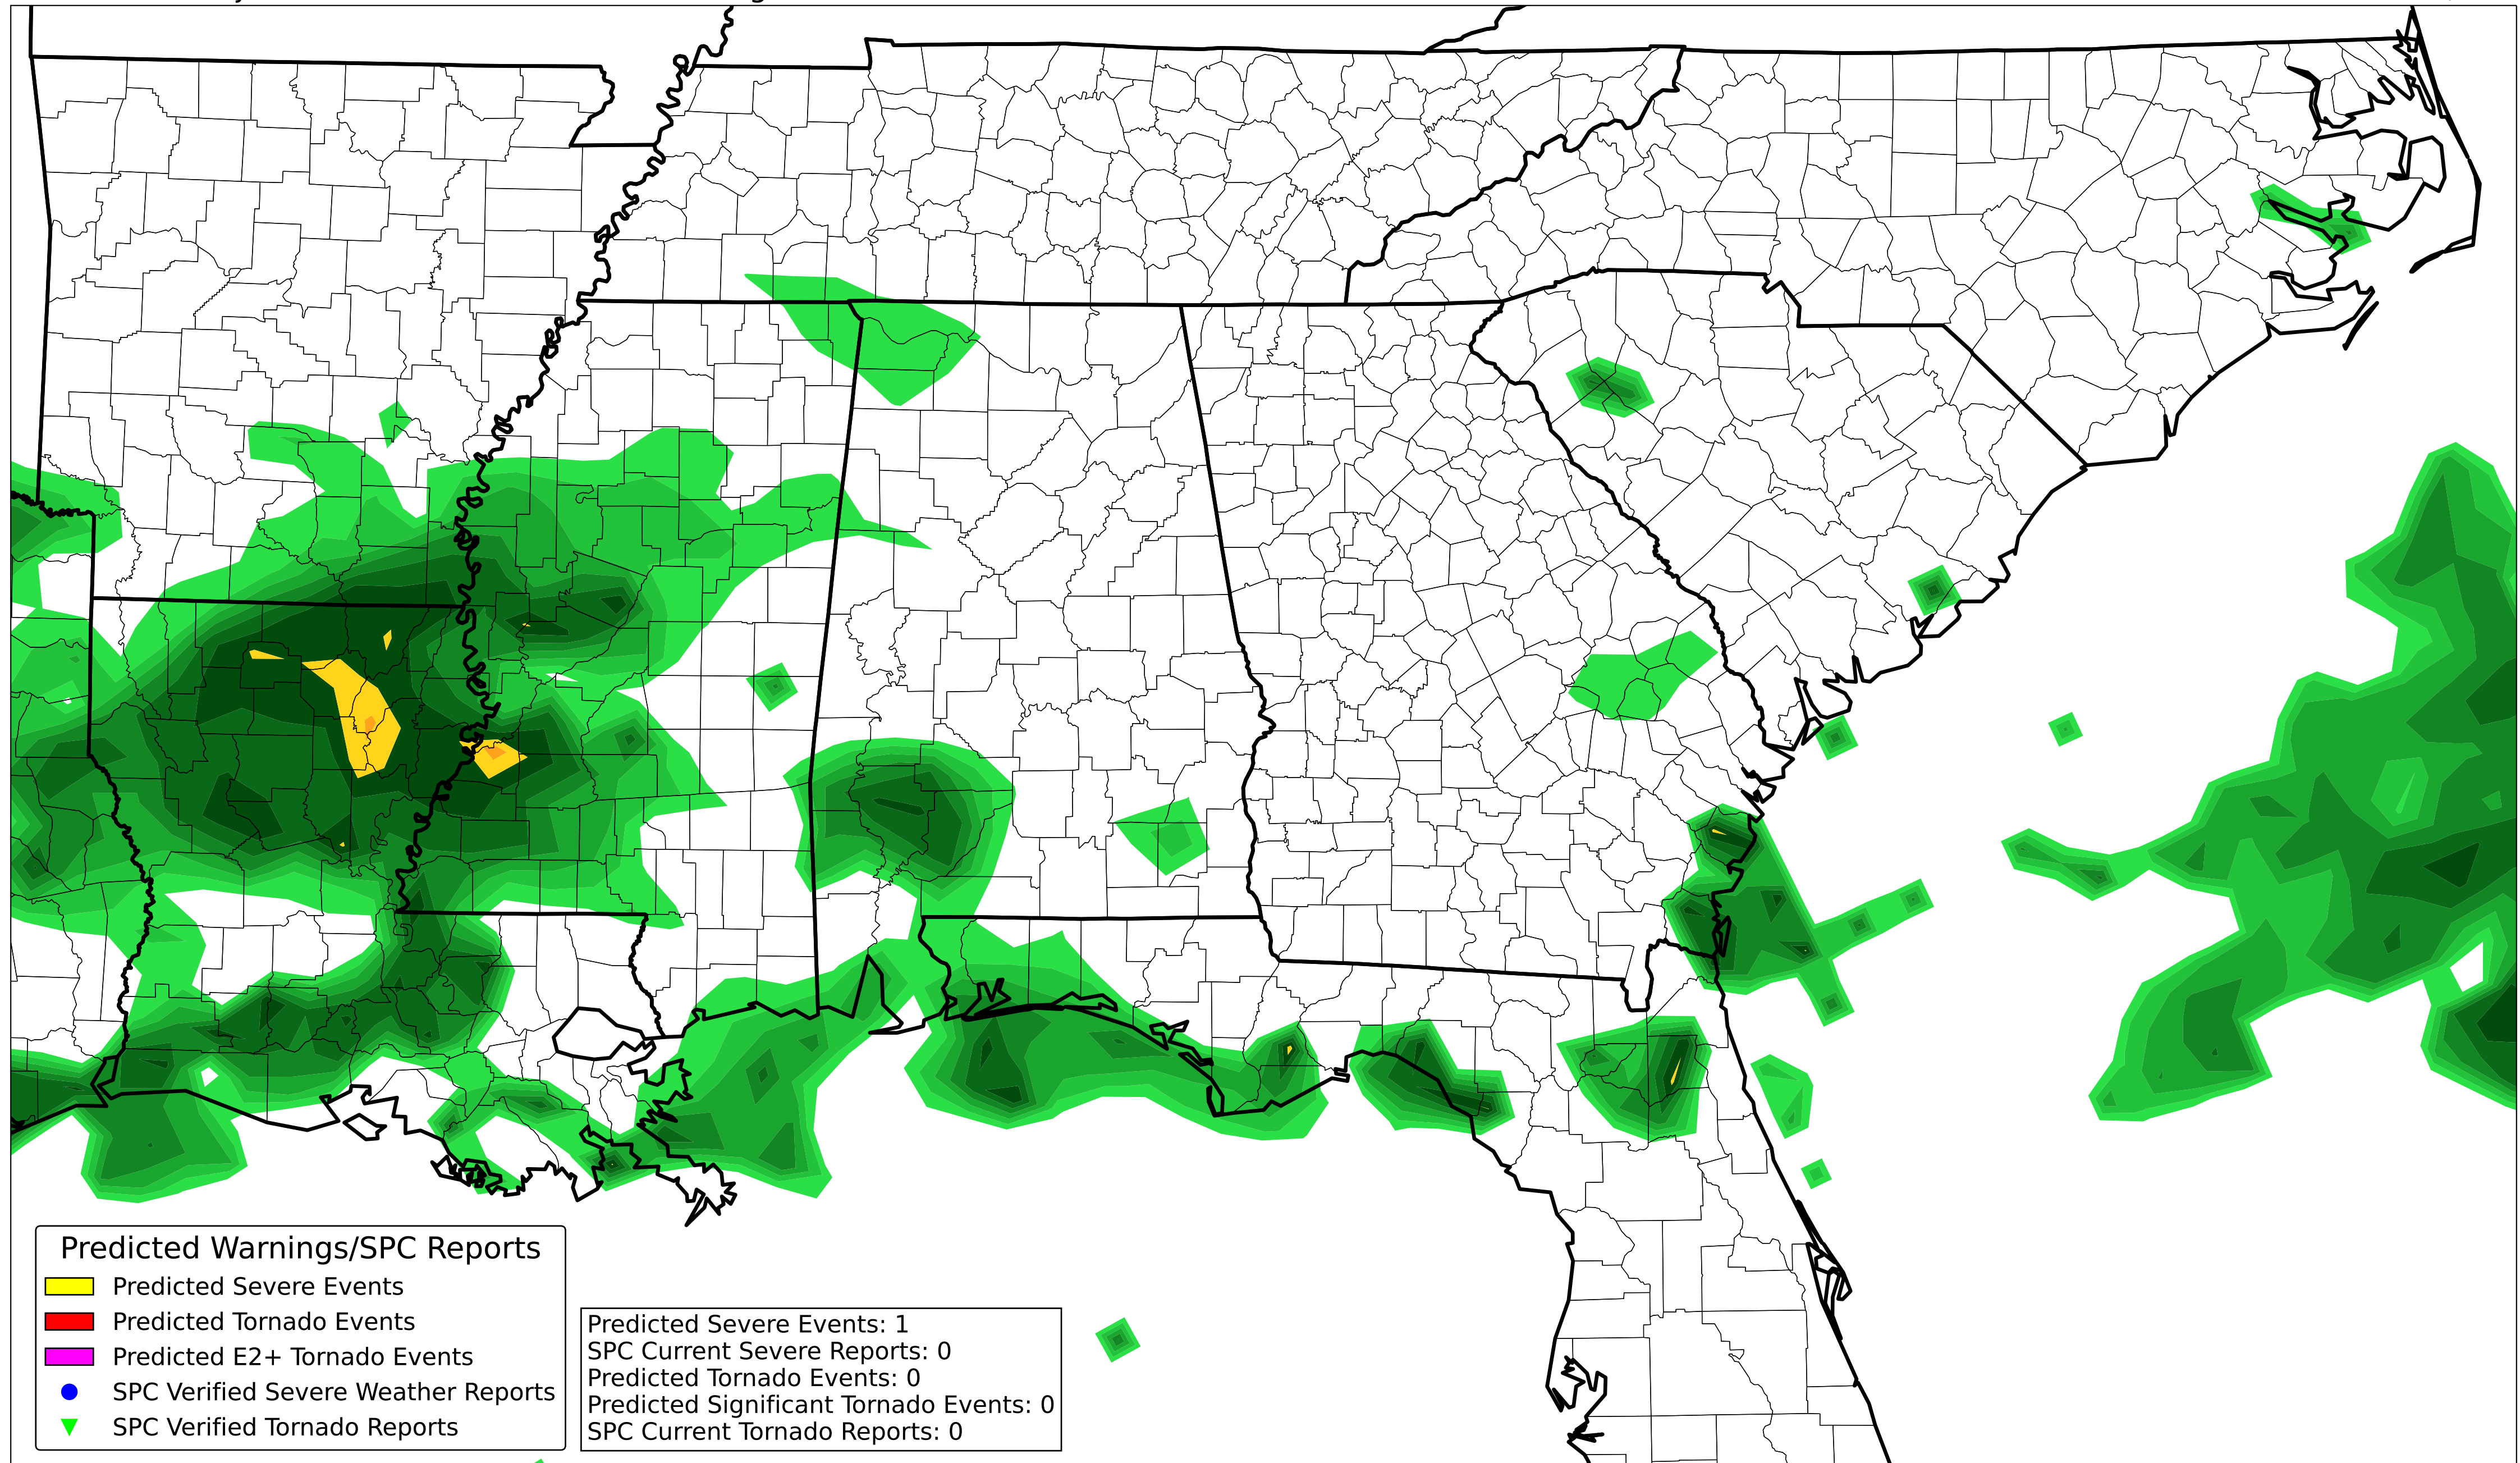 Predicted Warnings/SPC Reports
Predicted Severe Events
Predicted Tornado Events
Predicted E2+ Tornado Events
SPC Verified Severe Weather Reports
SPC Verified Tornado Reports
Predicted Severe Events: 1
SPC Current Severe Reports: 0
Predicted Tornado Events: 0
Predicted Significant Tornado Events: 0
SPC Current Tornado Reports: 0